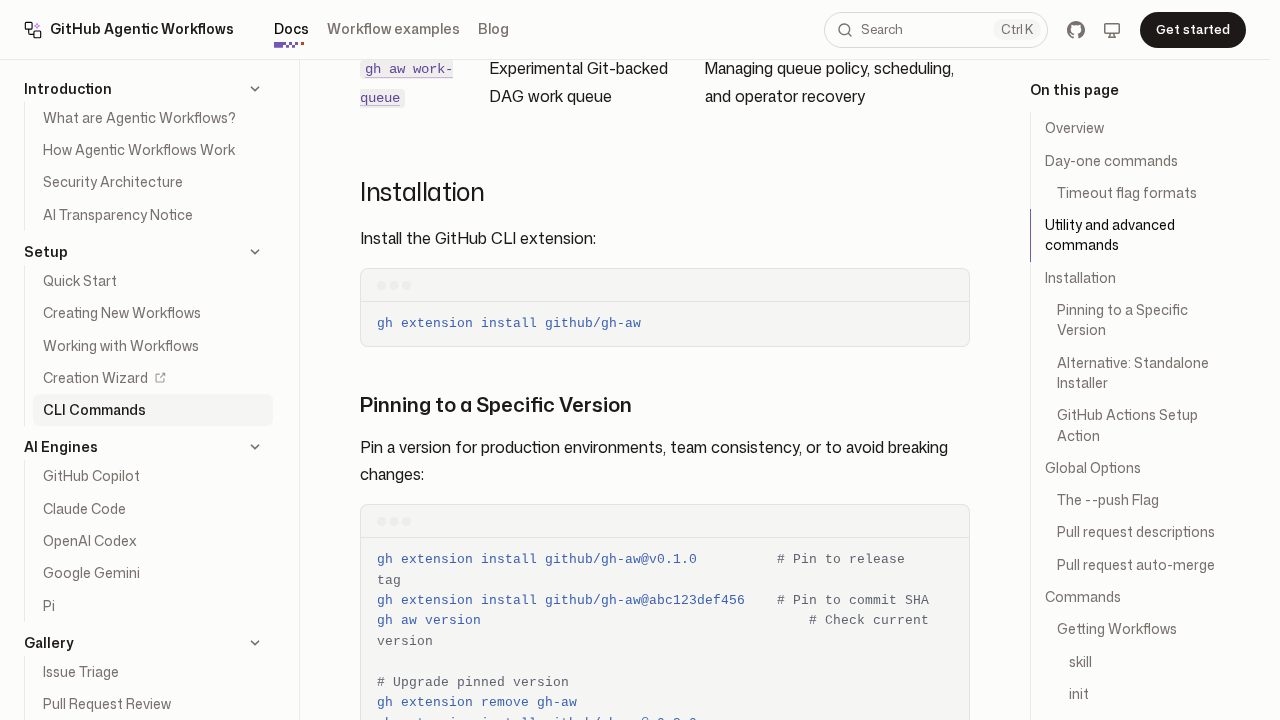 GitHub Agentic Workflows
Docs
Workflow examples
Blog
Search
Ctrl K
Get started
Introduction
What are Agentic Workflows?
How Agentic Workflows Work
Security Architecture
AI Transparency Notice
Setup
Quick Start
Creating New Workflows
Working with Workflows
Creation Wizard
CLI Commands
AI Engines
GitHub Copilot
Claude Code
OpenAI Codex
Google Gemini
Pi
Gallery
Issue Triage
Pull Request Review
gh aw work-
queue
Experimental Git-backed
DAG work queue
Managing queue policy, scheduling,
and operator recovery
Installation
Install the GitHub CLI extension:
gh extension install github/gh-aw
Pinning to a Specific Version
Pin a version for production environments, team consistency, or to avoid breaking
changes:
gh extension install github/gh-aw@v0.1.0          # Pin to release
tag
gh extension install github/gh-aw@abc123def456    # Pin to commit SHA
gh aw version                                         # Check current
version
# Upgrade pinned version
gh extension remove gh-aw
On this page
Overview
Day-one commands
Timeout flag formats
Utility and advanced
commands
Installation
Pinning to a Specific
Version
Alternative: Standalone
Installer
GitHub Actions Setup
Action
Global Options
The --push Flag
Pull request descriptions
Pull request auto-merge
Commands
Getting Workflows
skill
init